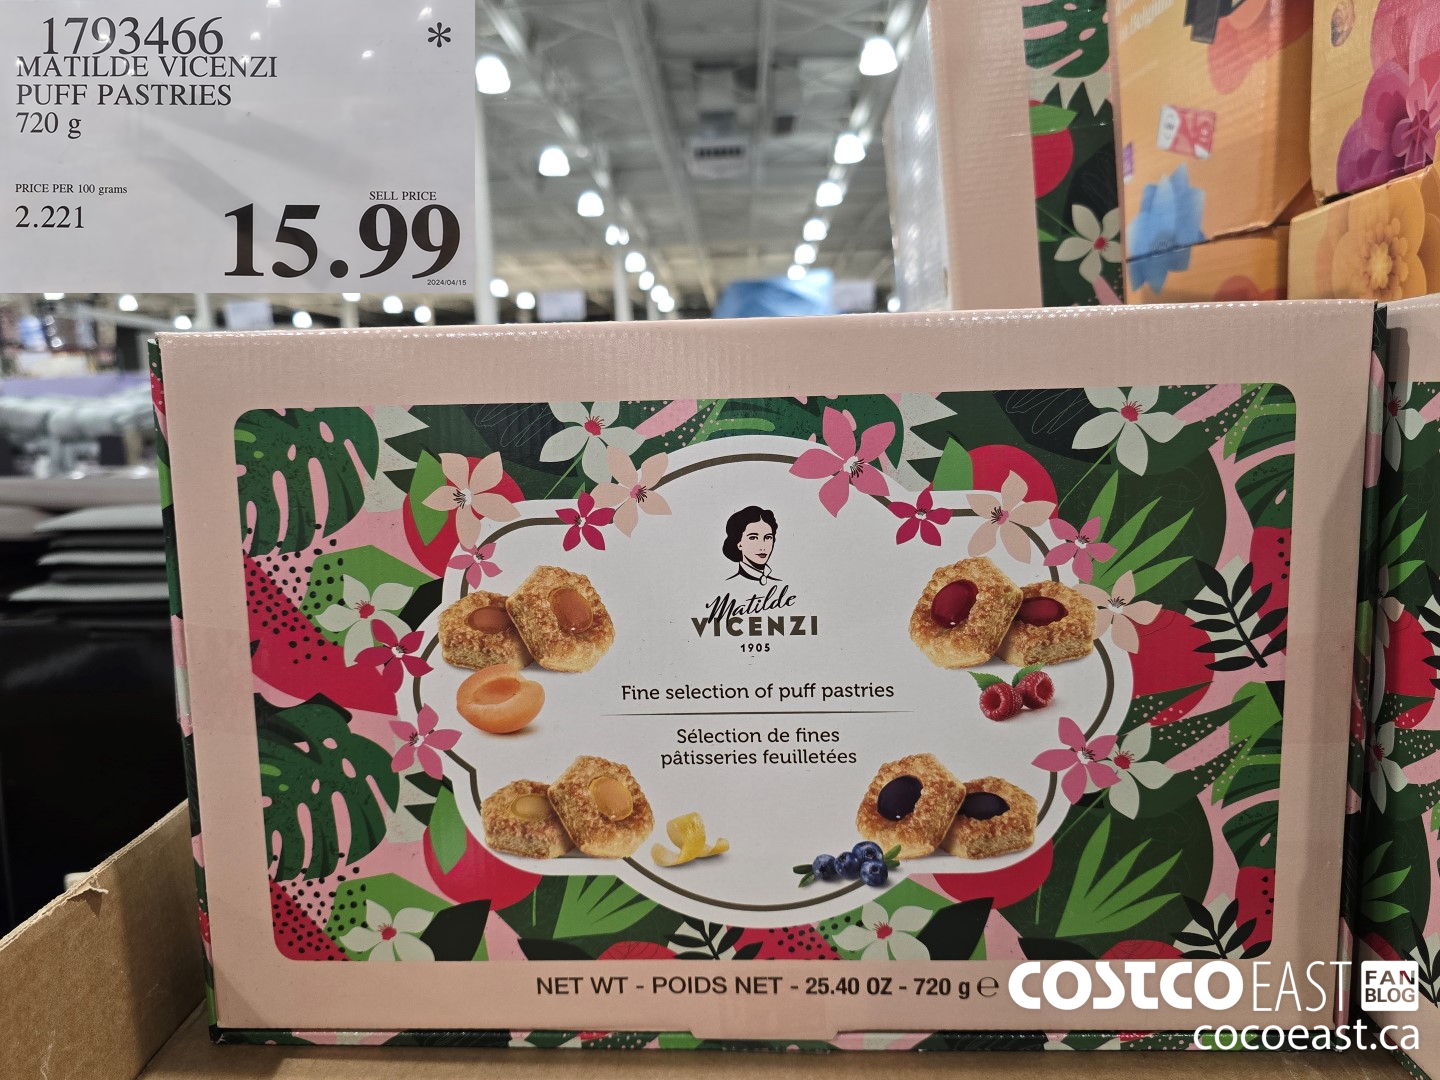 1793466 *
MATILDE VICENZI
PUFF PASTRIES
720 g
PRICE PER 100 grams
2.221
SELL PRICE
15.99
2024/04/15
Matilde
VICENZI
1905
Fine selection of puff pastries
Sélection de fines
pâtisseries feuilletées
NET WT - POIDS NET - 25.40 OZ - 720 g ℮
COSTCO EAST FAN BLOG
cocoeast.ca